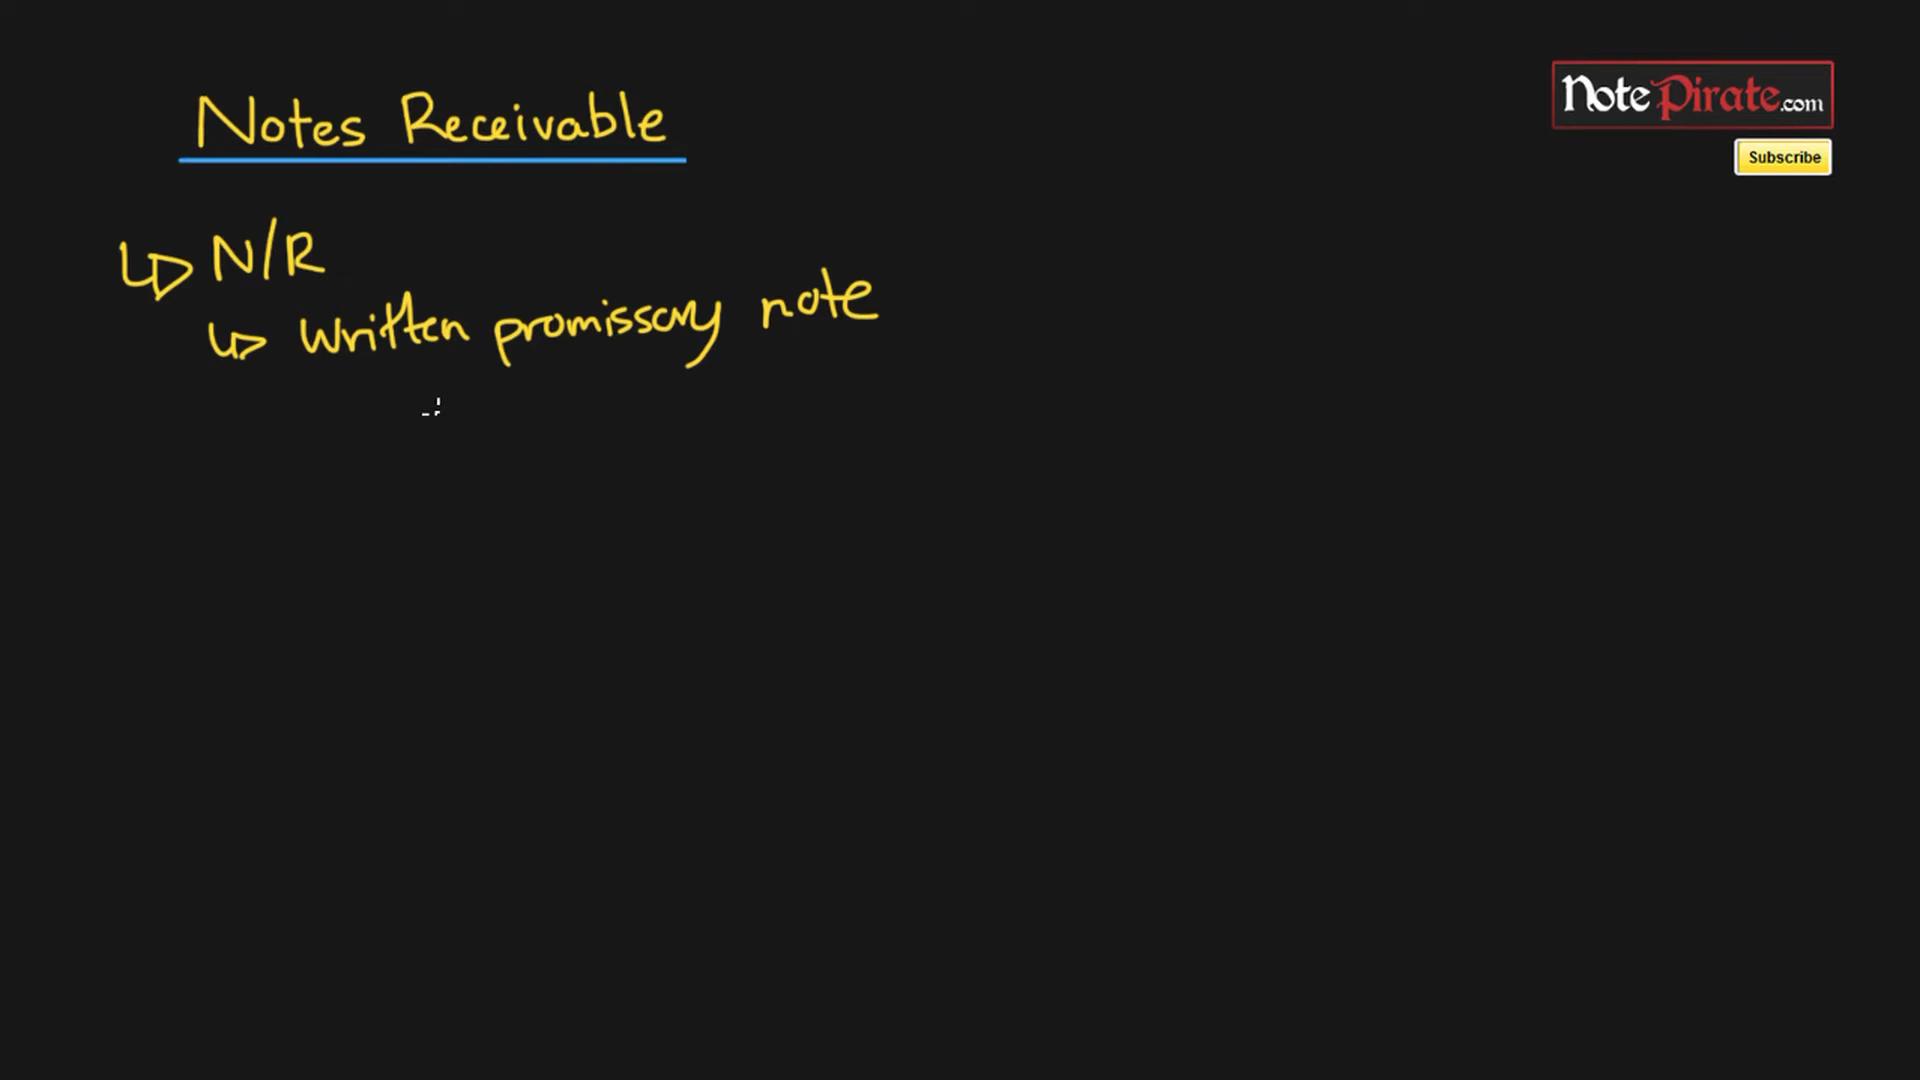 Notes Receivable
NotePirate.com
Subscribe
N/R
Written promissory note